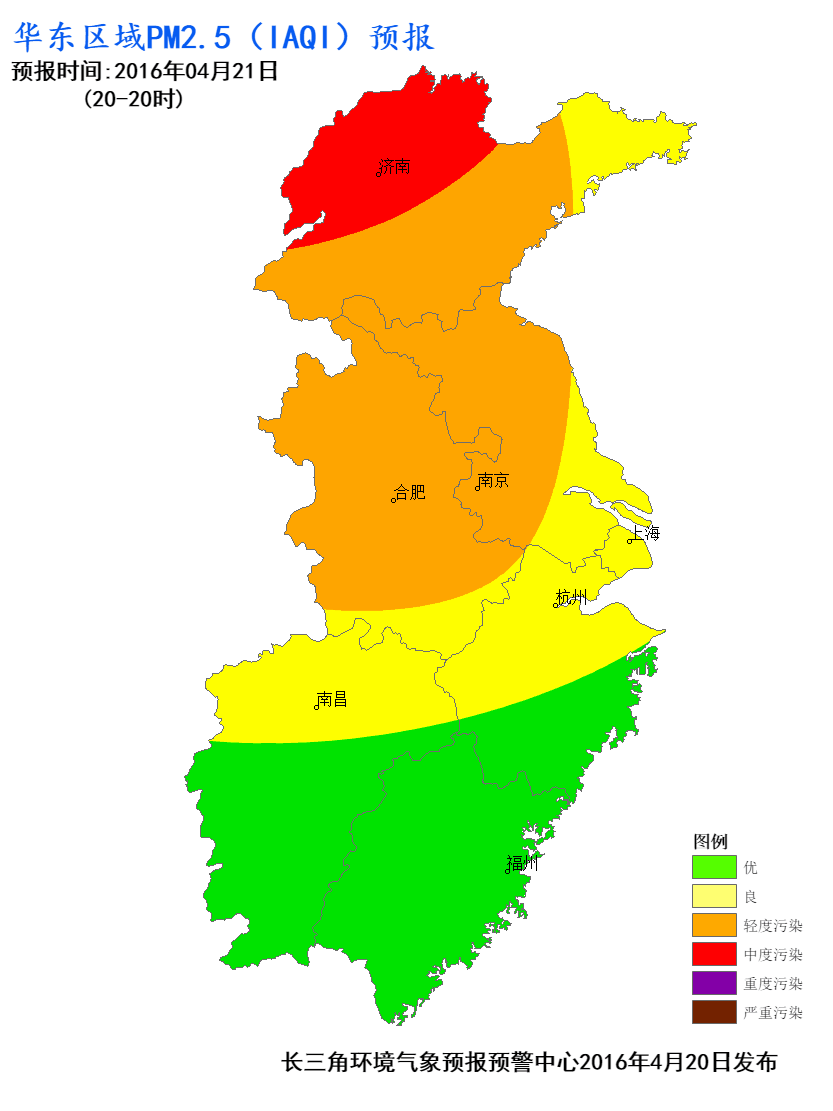 华东区域PM2.5（IAQI）预报
预报时间:2016年04月21日
(20-20时)
济南
南京
合肥
上海
杭州
南昌
福州
图例
优
良
轻度污染
中度污染
重度污染
严重污染
长三角环境气象预报预警中心2016年4月20日发布